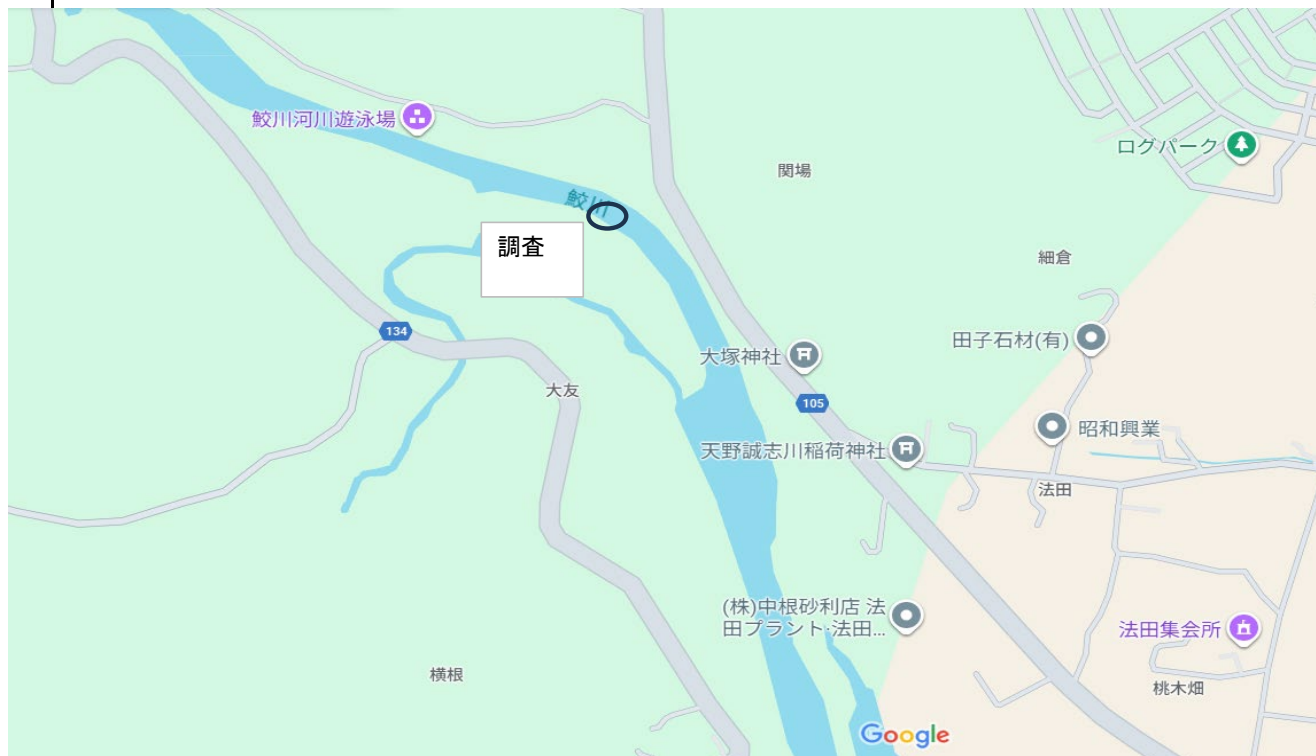 鮫川河川遊泳場
ログパーク
関場
鮫川
調査
細倉
134
田子石材(有)
大塚神社
大友
105
昭和興業
天野誠志川稲荷神社
法田
(株)中根砂利店 法
田プラント·法田...
法田集会所
横根
桃木畑
Google